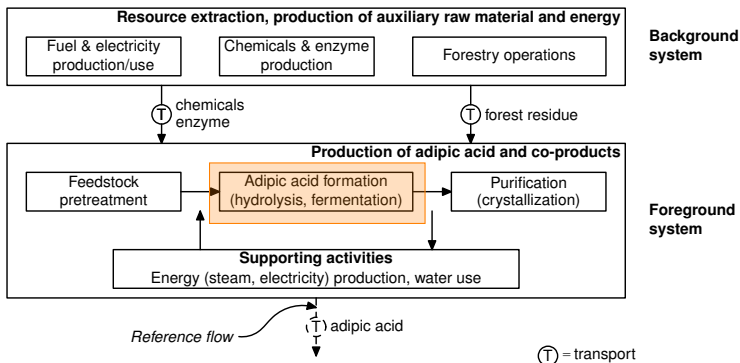 Resource extraction, production of auxiliary raw material and energy
Fuel & electricity
production/use
Chemicals & enzyme
production
Forestry operations
Background
system
T
chemicals
enzyme
T
forest residue
Production of adipic acid and co-products
Feedstock
pretreatment
Adipic acid formation
(hydrolysis, fermentation)
Purification
(crystallization)
Foreground
system
Supporting activities
Energy (steam, electricity) production, water use
Reference flow
T
adipic acid
T = transport